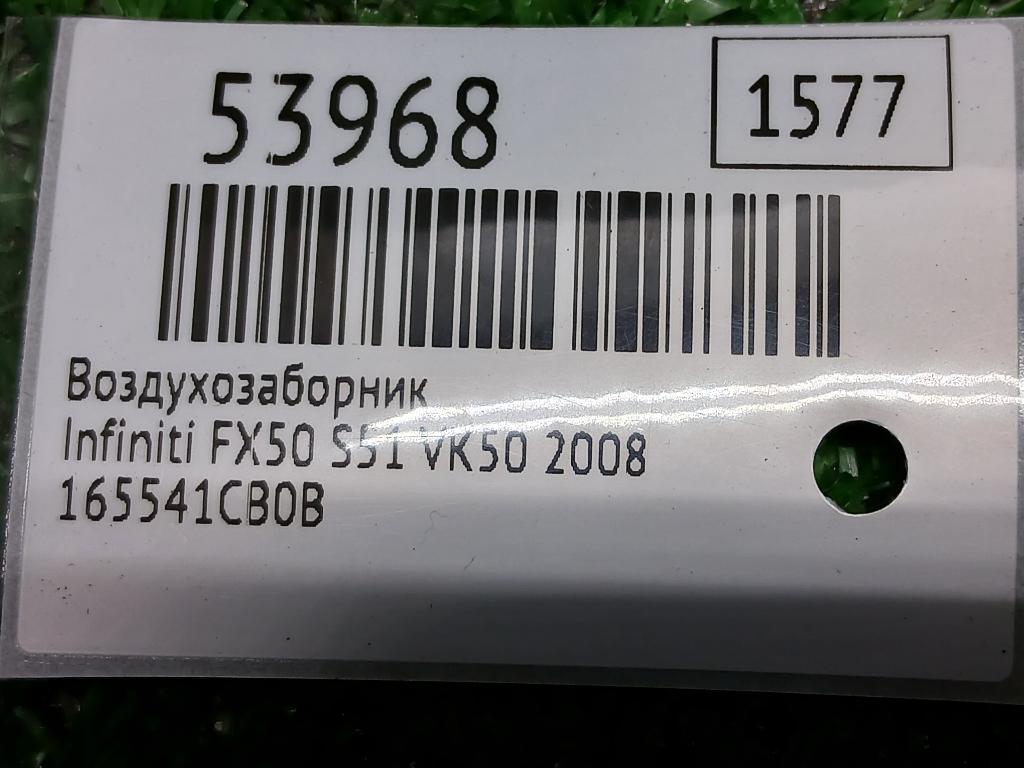 53968
1577
Воздухозаборник
Infiniti FX50 S51 VK50 2008
165541CB0B